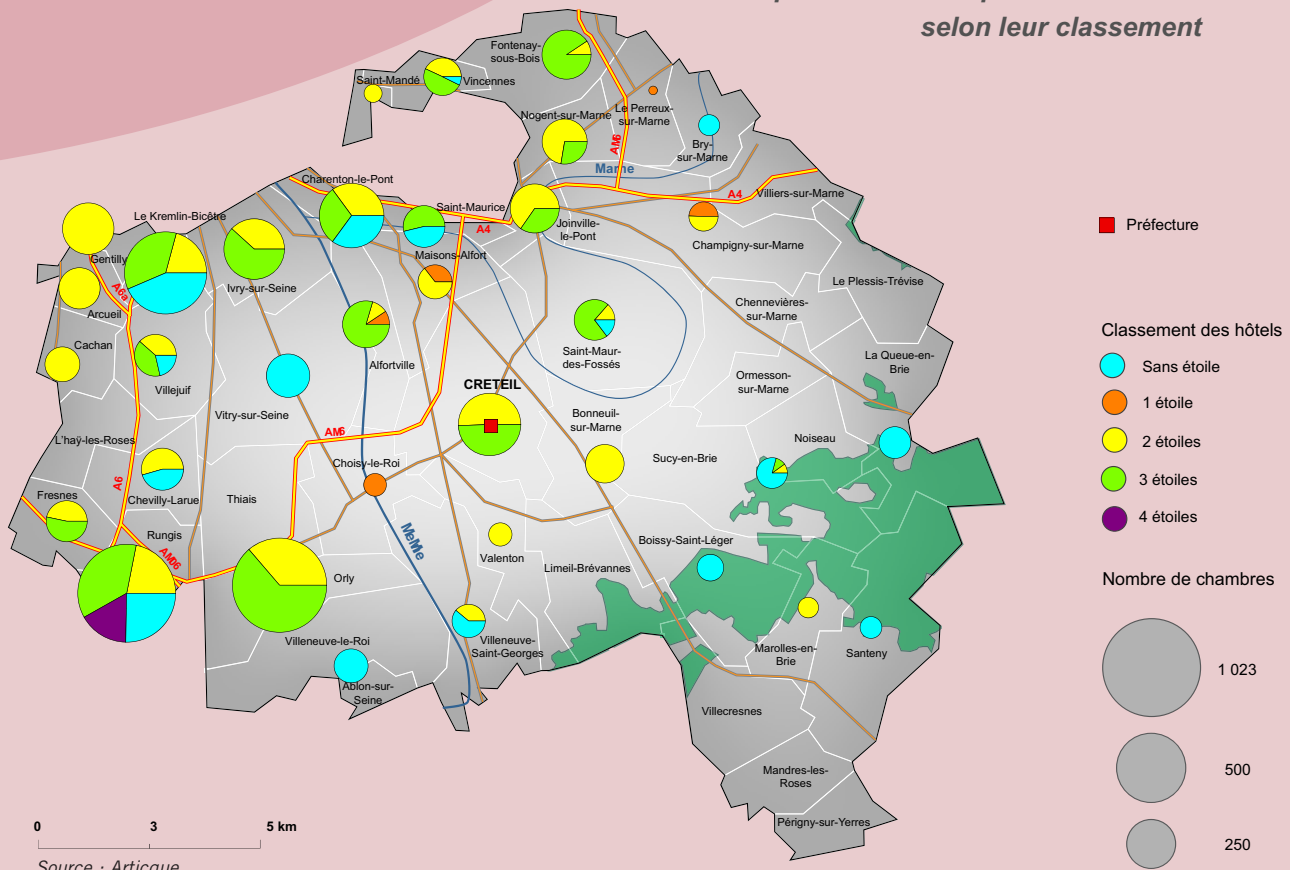 selon leur classement
Fontenay-
sous-Bois
Saint-Mandé
Vincennes
Nogent-sur-Marne
Le Perreux-
sur-Marne
AM6
Bry-
sur-Marne
Marne
Charenton-le-Pont
A4
Villiers-sur-Marne
Le Kremlin-Bicêtre
Saint-Maurice
A4
Joinville-
le-Pont
Champigny-sur-Marne
Gentilly
Maisons-Alfort
Ivry-sur-Seine
A6a
Le Plessis-Trévise
Arcueil
Chennevières-
sur-Marne
Cachan
Alfortville
Saint-Maur-
des-Fossés
La Queue-en-
Brie
Villejuif
CRETEIL
Ormesson-
sur-Marne
Vitry-sur-Seine
Bonneuil-
sur-Marne
L'haÿ-les-Roses
Noiseau
Choisy-le-Roi
Sucy-en-Brie
A6
Fresnes
Chevilly-Larue
Thiais
Rungis
Valenton
Boissy-Saint-Léger
Limeil-Brévannes
Orly
Villeneuve-le-Roi
Villeneuve-
Saint-Georges
Marolles-en-
Brie
Santeny
Ablon-sur-
Seine
Villecresnes
Mandres-les-
Roses
Périgny-sur-Yerres
Préfecture
Classement des hôtels
Sans étoile
1 étoile
2 étoiles
3 étoiles
4 étoiles
Nombre de chambres
1 023
500
250
0 3 5 km
Source : Articque